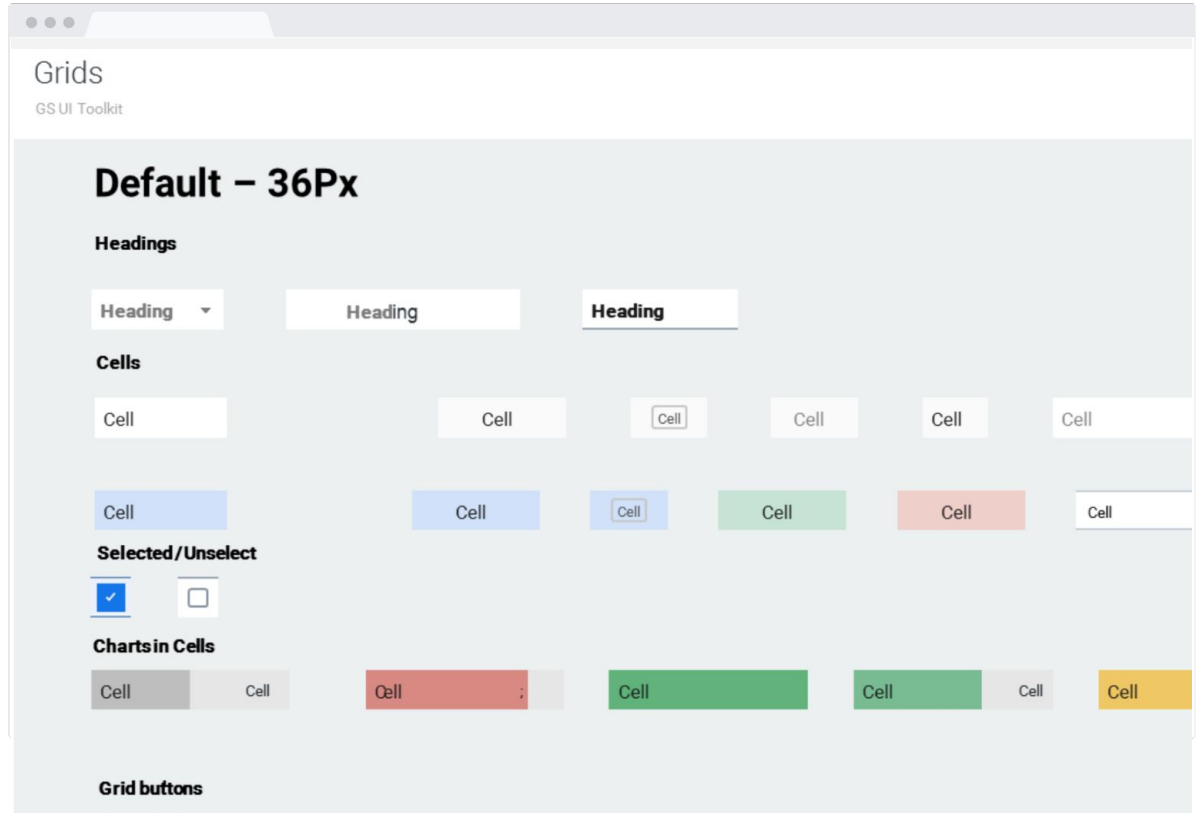 Grids
GS UI Toolkit
Default – 36Px
Headings
Heading Heading Heading
Cells
Cell Cell Cell Cell Cell Cell
Cell Cell Cell Cell Cell Cell
Selected/Unselect
Charts in Cells
Cell Cell Cell ; Cell Cell Cell Cell
Grid buttons